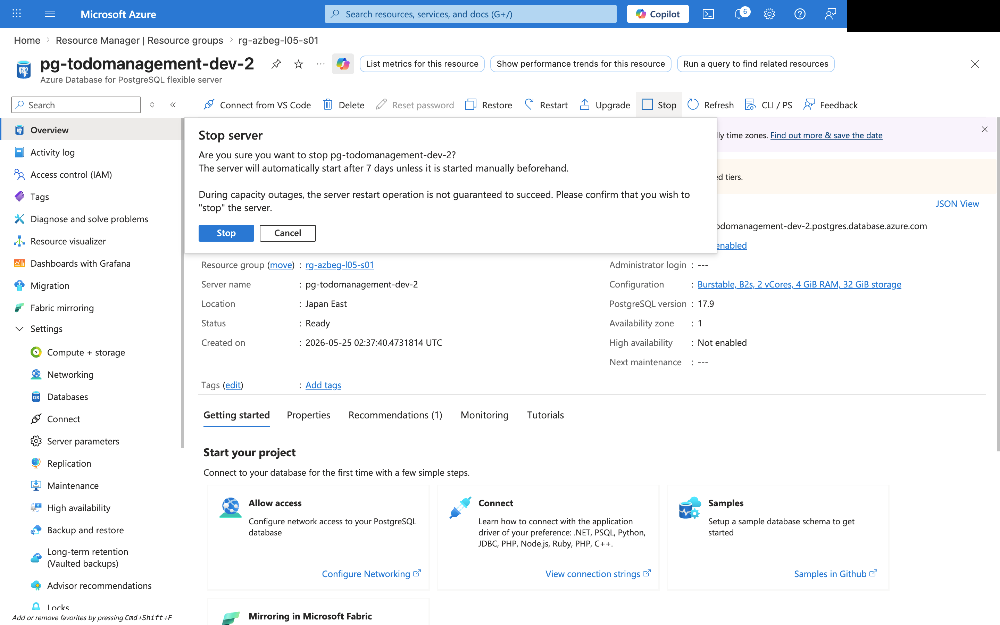 Microsoft Azure
Search resources, services, and docs (G+/)
Copilot
6
Home
Resource Manager | Resource groups
rg-azbeg-l05-s01
pg-todomanagement-dev-2
Azure Database for PostgreSQL flexible server
List metrics for this resource
Show performance trends for this resource
Run a query to find related resources
Search
Connect from VS Code
Delete
Reset password
Restore
Restart
Upgrade
Stop
Refresh
CLI / PS
Feedback
Overview
Activity log
Access control (IAM)
Tags
Diagnose and solve problems
Resource visualizer
Dashboards with Grafana
Migration
Fabric mirroring
Settings
Compute + storage
Networking
Databases
Connect
Server parameters
Replication
Maintenance
High availability
Backup and restore
Long-term retention
(Vaulted backups)
Advisor recommendations
Locks
Add or remove favorites by pressing Cmd+Shift+F
Stop server
Are you sure you want to stop pg-todomanagement-dev-2?
The server will automatically start after 7 days unless it is started manually beforehand.
During capacity outages, the server restart operation is not guaranteed to succeed. Please confirm that you wish to
"stop" the server.
Stop
Cancel
time zones. Find out more & save the date
tiers.
JSON View
odomanagement-dev-2.postgres.database.azure.com
enabled
Resource group (move) : rg-azbeg-l05-s01
Server name : pg-todomanagement-dev-2
Location : Japan East
Status : Ready
Created on : 2026-05-25 02:37:40.4731814 UTC
Administrator login : ---
Configuration : Burstable, B2s, 2 vCores, 4 GiB RAM, 32 GiB storage
PostgreSQL version : 17.9
Availability zone : 1
High availability : Not enabled
Next maintenance : ---
Tags (edit) : Add tags
Getting started
Properties
Recommendations (1)
Monitoring
Tutorials
Start your project
Connect to your database for the first time with a few simple steps.
Allow access
Configure network access to your PostgreSQL
database
Configure Networking
Connect
Learn how to connect with the application
driver of your preference: .NET, PSQL, Python,
JDBC, PHP, Node.js, Ruby, PHP, C++.
View connection strings
Samples
Setup a sample database schema to get
started
Samples in Github
Mirroring in Microsoft Fabric